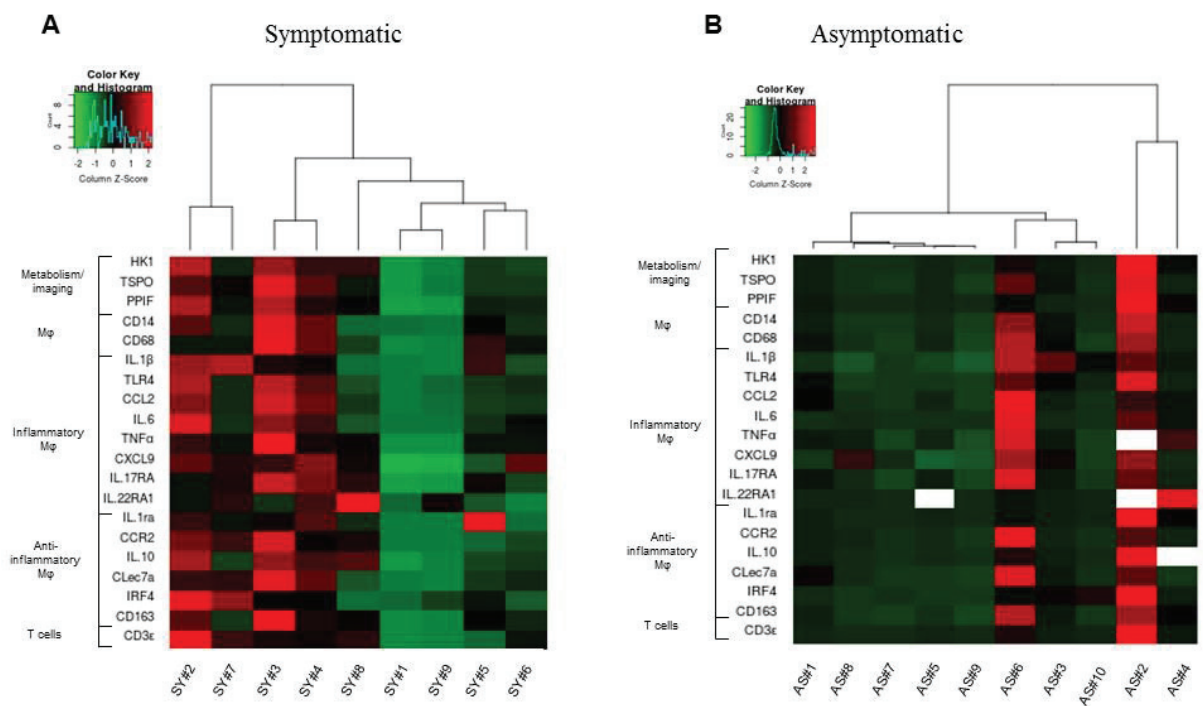 A
Symptomatic
Color Key
and Histogram
Count
0 4 8
-2 -1 0 1 2
Column Z-Score
Metabolism/
imaging
Mφ
Inflammatory
Mφ
Anti-
inflammatory
Mφ
T cells
HK1
TSPO
PPIF
CD14
CD68
IL.1β
TLR4
CCL2
IL.6
TNFα
CXCL9
IL.17RA
IL.22RA1
IL.1ra
CCR2
IL.10
CLec7a
IRF4
CD163
CD3ε
SY#2 SY#7 SY#3 SY#4 SY#8 SY#1 SY#9 SY#5 SY#6
B
Asymptomatic
Color Key
and Histogram
Count
0 10 20
-2 0 1 2
Column Z-Score
Metabolism/
imaging
Mφ
Inflammatory
Mφ
Anti-
inflammatory
Mφ
T cells
HK1
TSPO
PPIF
CD14
CD68
IL.1β
TLR4
CCL2
IL.6
TNFα
CXCL9
IL.17RA
IL.22RA1
IL.1ra
CCR2
IL.10
CLec7a
IRF4
CD163
CD3ε
AS#1 AS#8 AS#7 AS#5 AS#9 AS#6 AS#3 AS#10 AS#2 AS#4